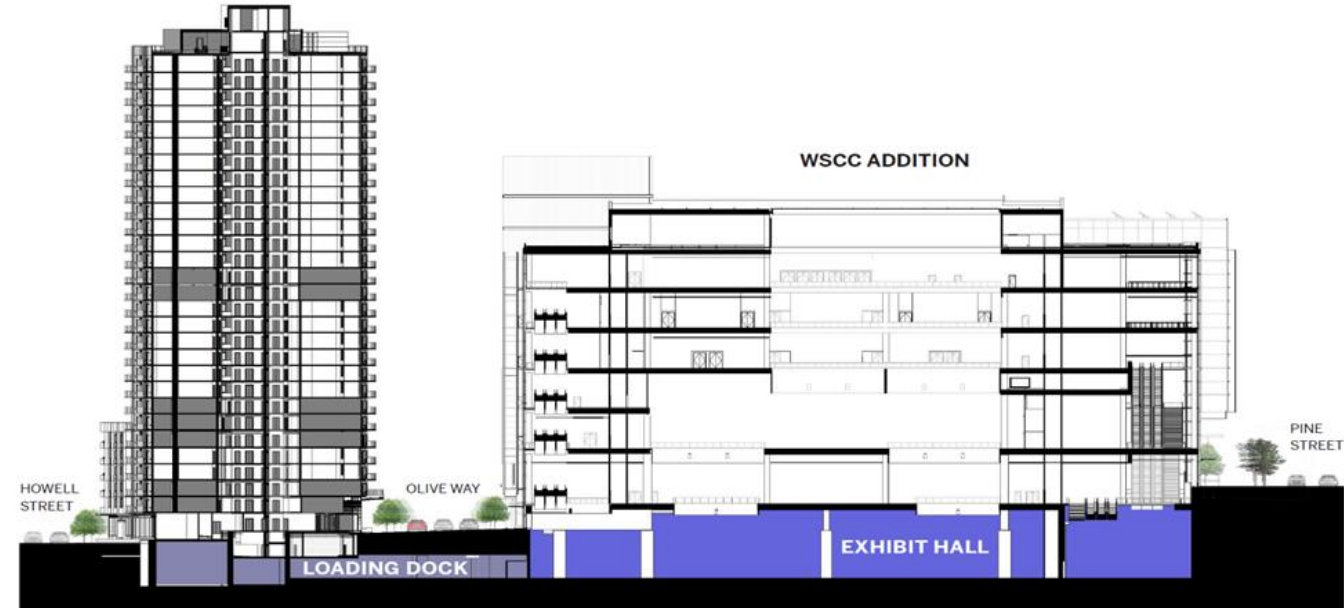 WSCC ADDITION
HOWELL
STREET
OLIVE WAY
PINE
STREET
LOADING DOCK
EXHIBIT HALL